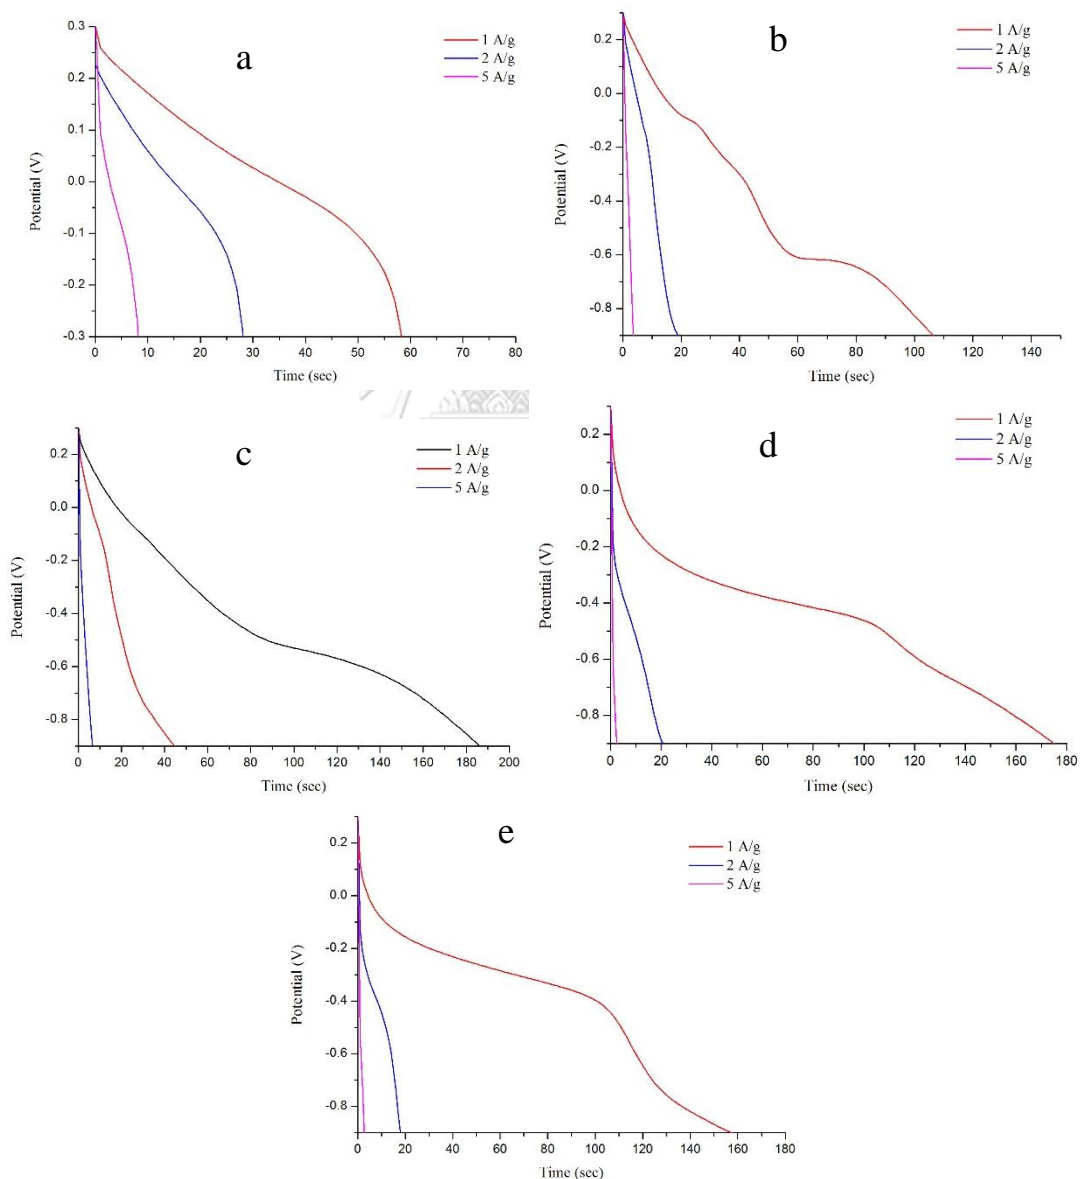 a
1 A/g
2 A/g
5 A/g
0.3
0.2
0.1
0.0
-0.1
-0.2
-0.3
Potential (V)
0 10 20 30 40 50 60 70 80
Time (sec)
b
1 A/g
2 A/g
5 A/g
0.2
0.0
-0.2
-0.4
-0.6
-0.8
Potential (V)
0 20 40 60 80 100 120 140
Time (sec)
c
1 A/g
2 A/g
5 A/g
0.2
0.0
-0.2
-0.4
-0.6
-0.8
Potential (V)
0 20 40 60 80 100 120 140 160 180 200
Time (sec)
d
1 A/g
2 A/g
5 A/g
0.2
0.0
-0.2
-0.4
-0.6
-0.8
Potential (V)
0 20 40 60 80 100 120 140 160 180
Time (sec)
e
1 A/g
2 A/g
5 A/g
0.2
0.0
-0.2
-0.4
-0.6
-0.8
Potential (V)
0 20 40 60 80 100 120 140 160 180
Time (sec)